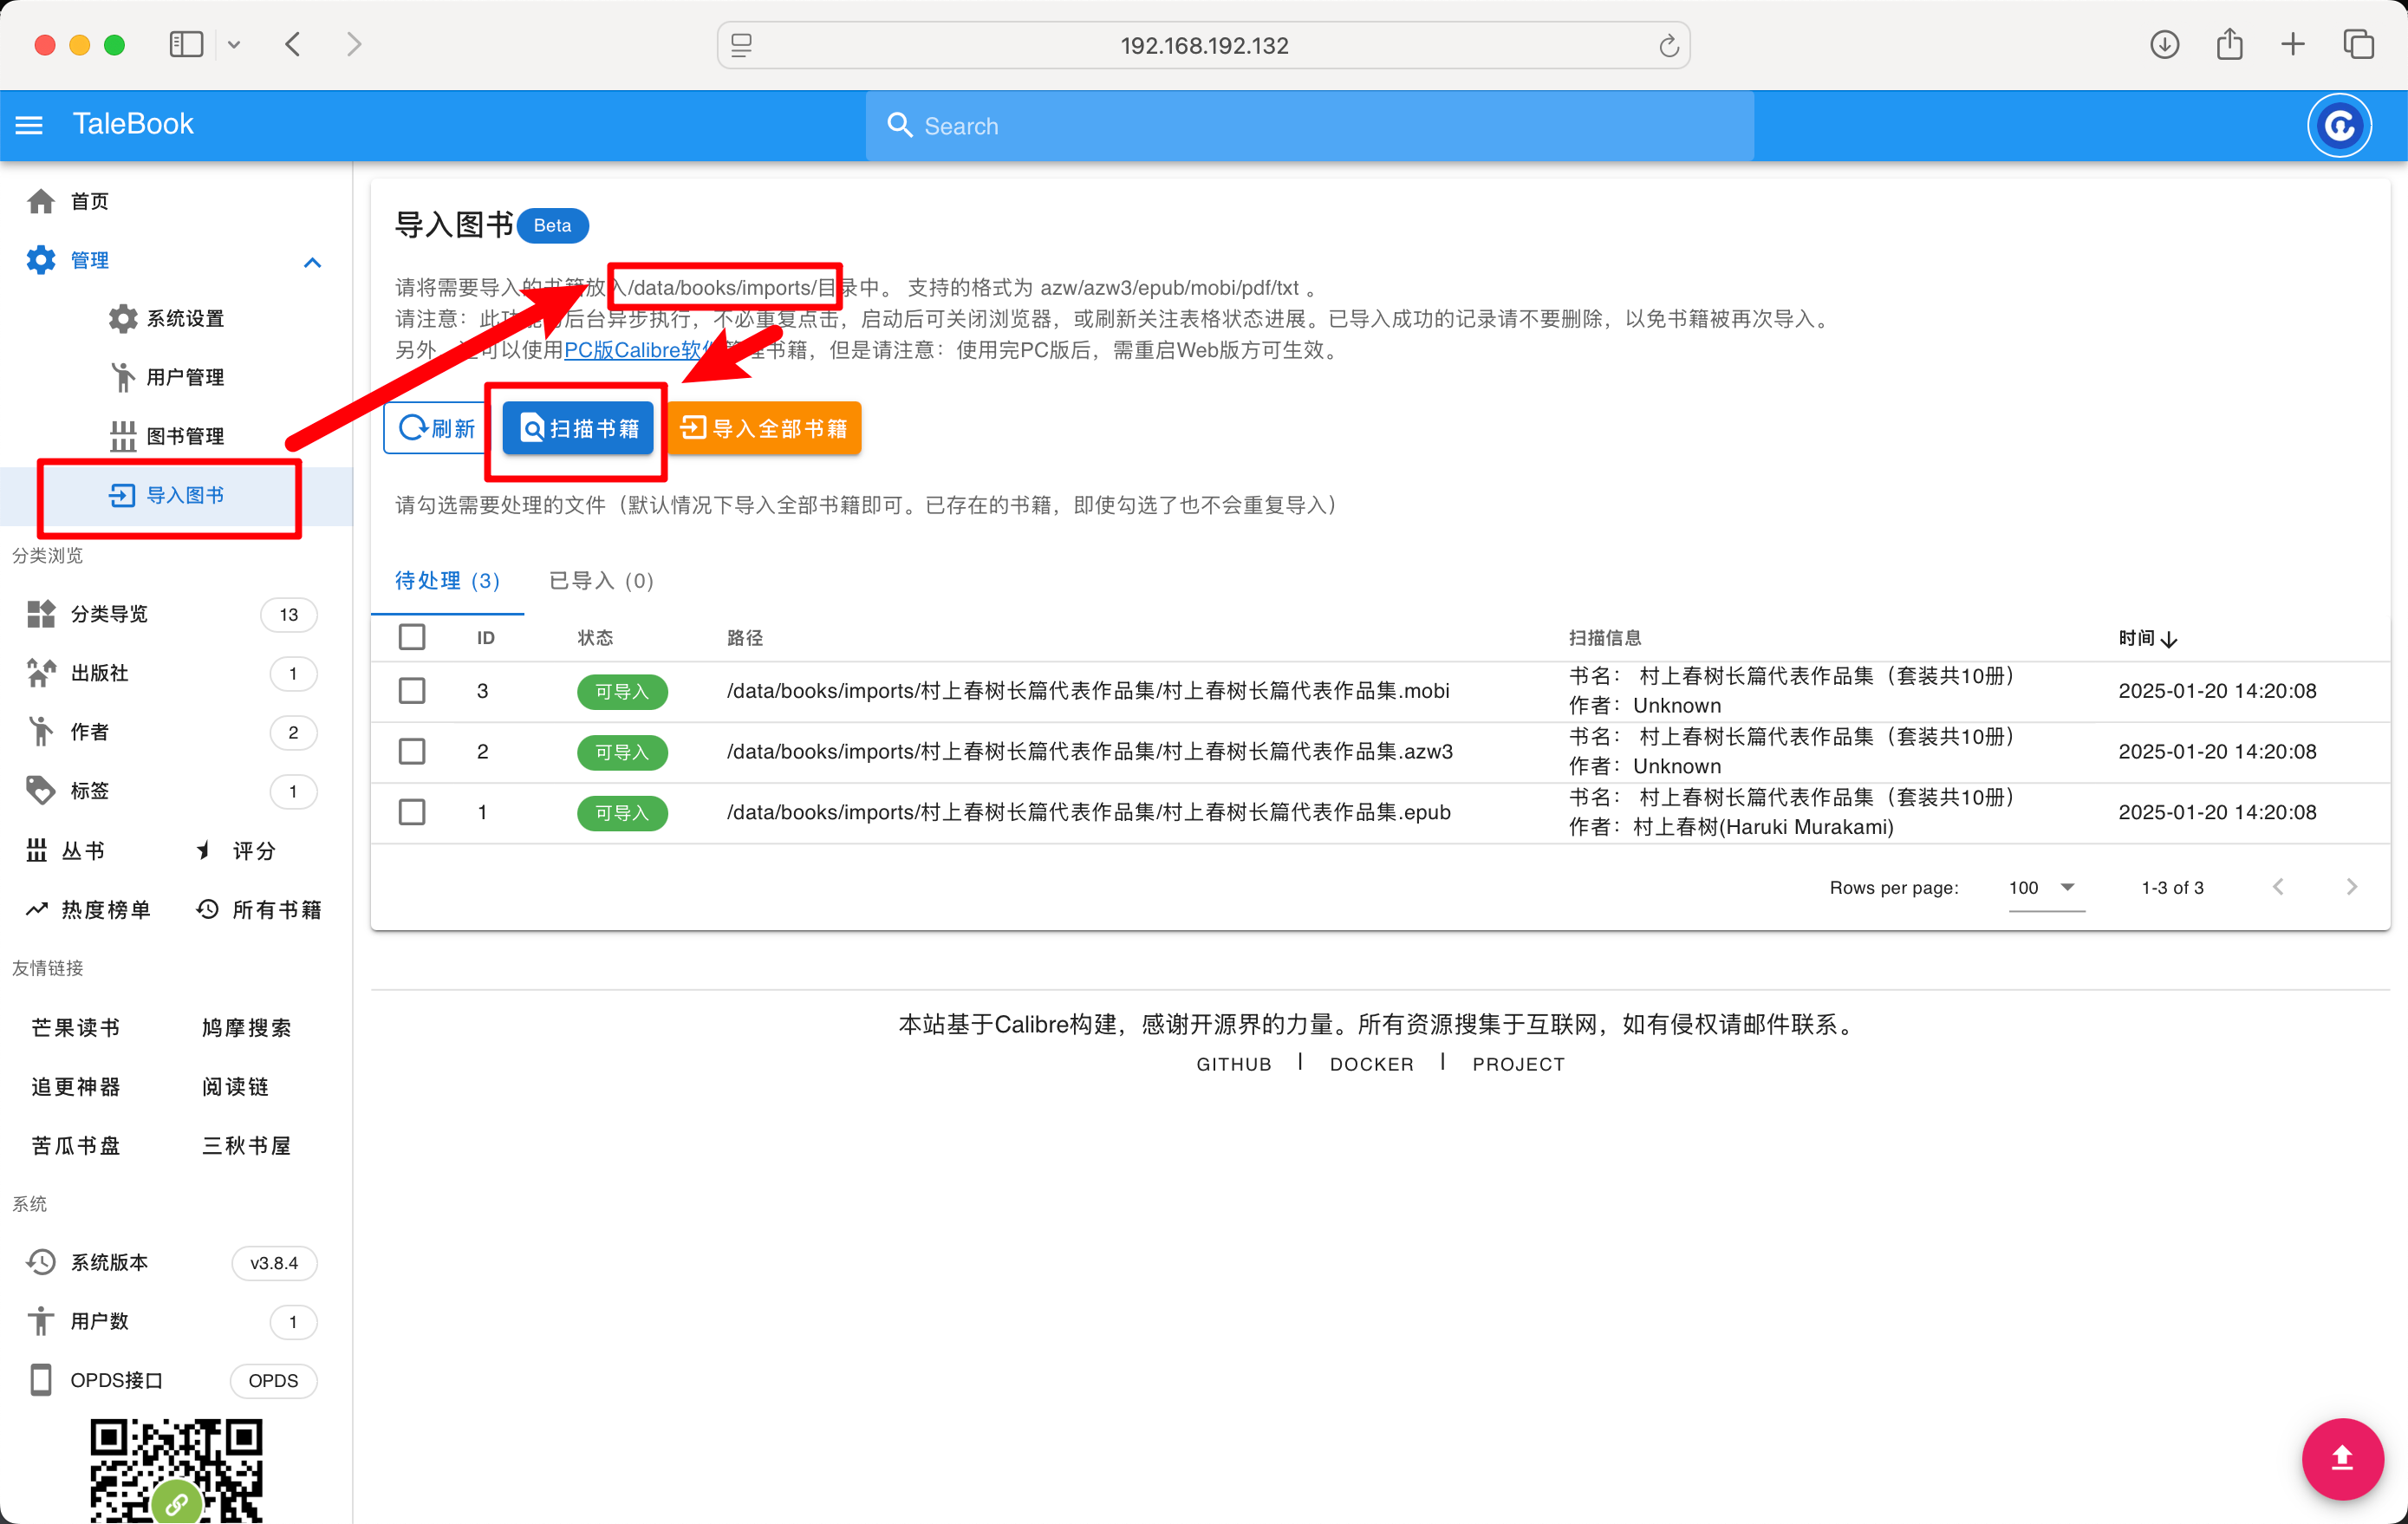 192.168.192.132
TaleBook
Search
首页
管理
系统设置
用户管理
图书管理
导入图书
分类浏览
分类导览 13
出版社 1
作者 2
标签 1
丛书 评分
热度榜单 所有书籍
友情链接
芒果读书 鸠摩搜索
追更神器 阅读链
苦瓜书盘 三秋书屋
系统
系统版本 v3.8.4
用户数 1
OPDS接口 OPDS
导入图书 Beta
请将需要导入的书籍放入/data/books/imports/目录中。 支持的格式为 azw/azw3/epub/mobi/pdf/txt 。
请注意：此功能 后台异步执行，不必重复点击，启动后可关闭浏览器，或刷新关注表格状态进展。已导入成功的记录请不要删除，以免书籍被再次导入。
另外 可以使用PC版Calibre软件 理书籍，但是请注意：使用完PC版后，需重启Web版方可生效。
刷新 扫描书籍 导入全部书籍
请勾选需要处理的文件（默认情况下导入全部书籍即可。已存在的书籍，即使勾选了也不会重复导入）
待处理 (3) 已导入 (0)
ID 状态 路径 扫描信息 时间
3 可导入 /data/books/imports/村上春树长篇代表作品集/村上春树长篇代表作品集.mobi 书名： 村上春树长篇代表作品集（套装共10册） 2025-01-20 14:20:08
作者：Unknown
2 可导入 /data/books/imports/村上春树长篇代表作品集/村上春树长篇代表作品集.azw3 书名： 村上春树长篇代表作品集（套装共10册） 2025-01-20 14:20:08
作者：Unknown
1 可导入 /data/books/imports/村上春树长篇代表作品集/村上春树长篇代表作品集.epub 书名： 村上春树长篇代表作品集（套装共10册） 2025-01-20 14:20:08
作者：村上春树(Haruki Murakami)
Rows per page: 100 1-3 of 3
本站基于Calibre构建，感谢开源界的力量。所有资源搜集于互联网，如有侵权请邮件联系。
GITHUB | DOCKER | PROJECT